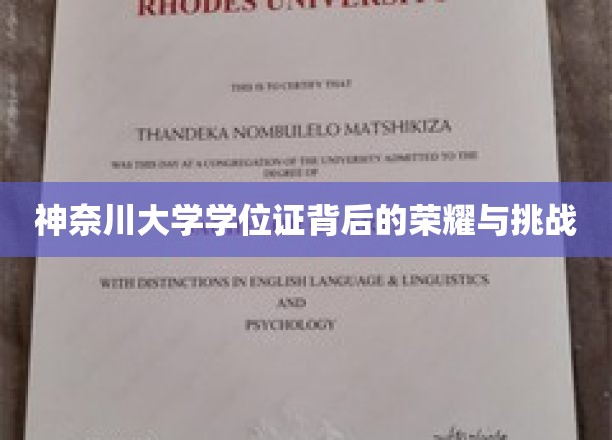 RHODES UNIVERSITY
THIS IS TO CERTIFY THAT
THANDEKA NOMBULELO MATSHIKIZA
WAS THIS DAY AT A CONGREGATION OF THE UNIVERSITY ADMITTED TO THE
DEGREE OF
神奈川大学学位证背后的荣耀与挑战
WITH DISTINCTIONS IN ENGLISH LANGUAGE & LINGUISTICS
AND
PSYCHOLOGY